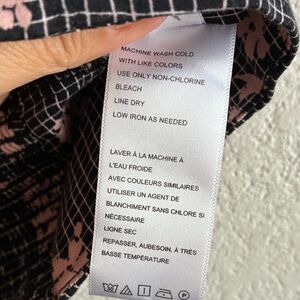 MACHINE WASH COLD
WITH LIKE COLORS
USE ONLY NON-CHLORINE
BLEACH
LINE DRY
LOW IRON AS NEEDED
LAVER À LA MACHINE À
L'EAU FROIDE
AVEC COULEURS SIMILAIRES
UTILISER UN AGENT DE
BLANCHIMENT SANS CHLORE SI
NÉCESSAIRE
LIGNE SEC
REPASSER, AUBESOIN, À TRÈS
BASSE TEMPÉRATURE
P